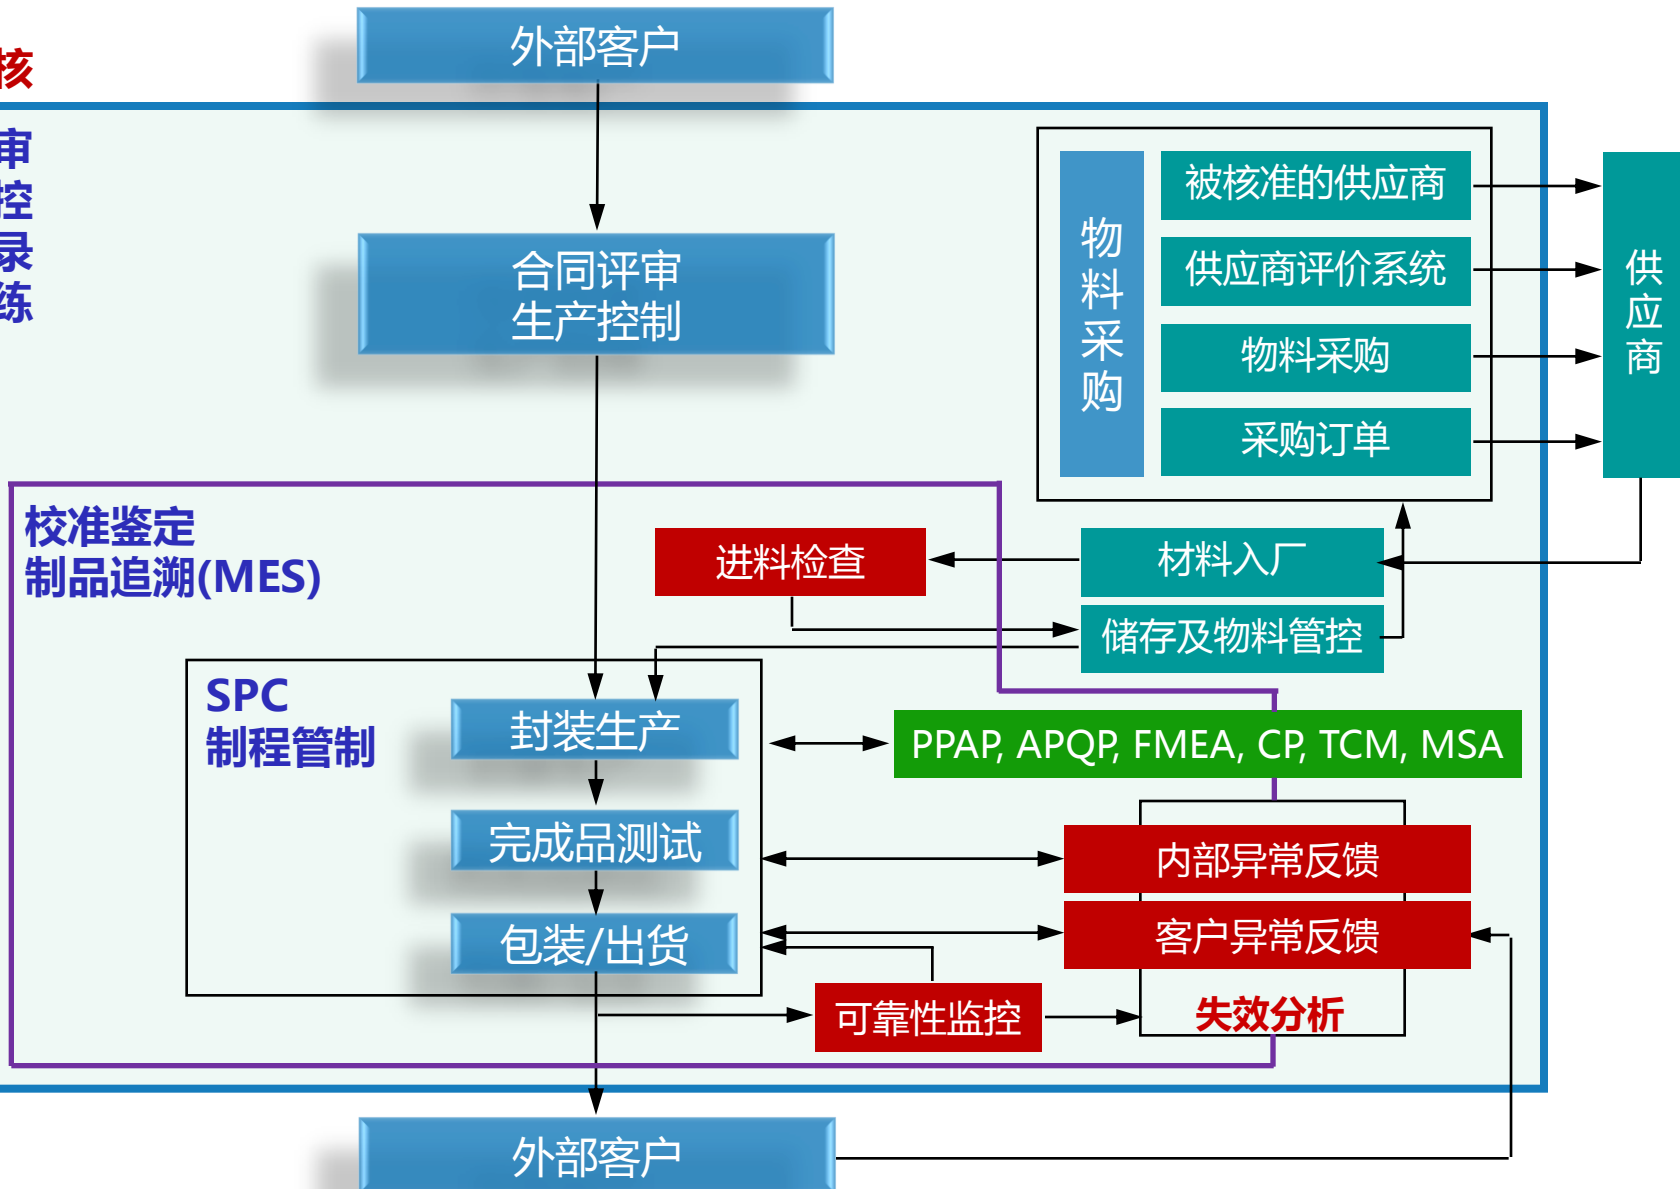 外部客户
核
审
控
录
练
合同评审
生产控制
物料采购
被核准的供应商
供应商评价系统
物料采购
采购订单
供应商
校准鉴定
制品追溯(MES)
进料检查
材料入厂
储存及物料管控
SPC
制程管制
封装生产
PPAP, APQP, FMEA, CP, TCM, MSA
完成品测试
内部异常反馈
包装/出货
客户异常反馈
可靠性监控
失效分析
外部客户